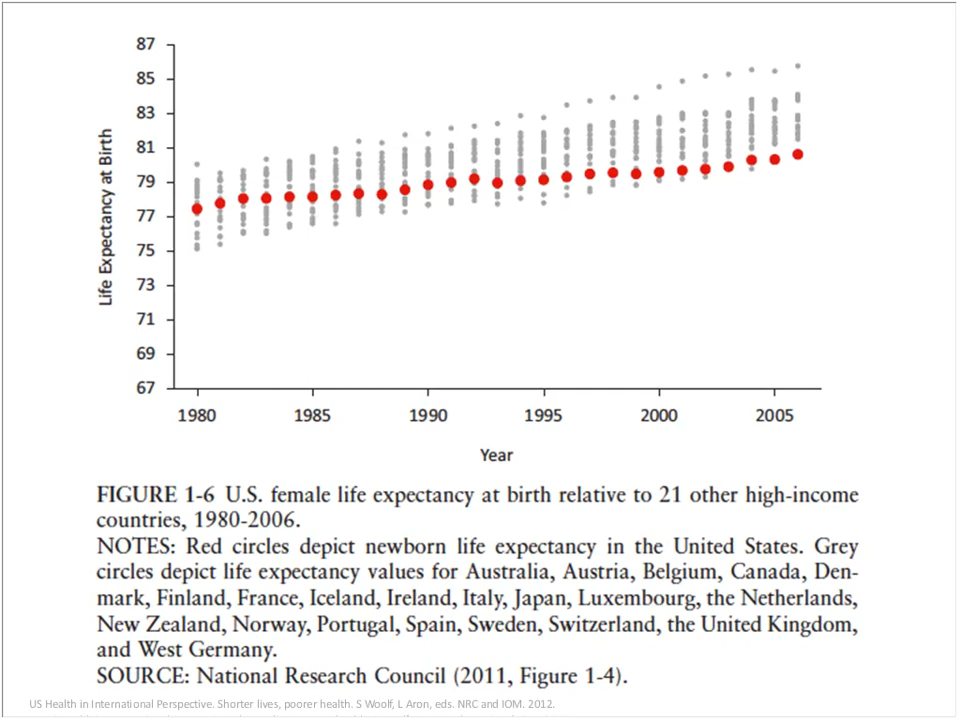 87
85
83
81
79
77
75
73
71
69
67
Life Expectancy at Birth
1980
1985
1990
1995
2000
2005
Year
FIGURE 1-6 U.S. female life expectancy at birth relative to 21 other high-income
countries, 1980-2006.
NOTES: Red circles depict newborn life expectancy in the United States. Grey
circles depict life expectancy values for Australia, Austria, Belgium, Canada, Den-
mark, Finland, France, Iceland, Ireland, Italy, Japan, Luxembourg, the Netherlands,
New Zealand, Norway, Portugal, Spain, Sweden, Switzerland, the United Kingdom,
and West Germany.
SOURCE: National Research Council (2011, Figure 1-4).
US Health in International Perspective. Shorter lives, poorer health. S Woolf, L Aron, eds. NRC and IOM. 2012.